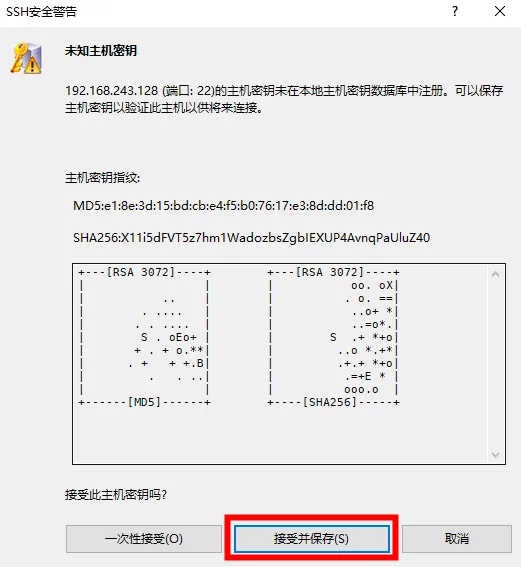 SSH安全警告
? ×
未知主机密钥
192.168.243.128 (端口: 22)的主机密钥未在本地主机密钥数据库中注册。可以保存
主机密钥以验证此主机以供将来连接。
主机密钥指纹:
MD5:e1:8e:3d:15:bd:cb:e4:f5:b0:76:17:e3:8d:dd:01:f8
SHA256:X11i5dFVT5z7hm1WadozbsZgbIEXUP4AvnqPaUluZ40
+---[RSA 3072]----+        +---[RSA 3072]----+
|                 |        |           oo. oX|
|           ..    |        |          . o. ==|
|        . ....   |        |           ..o+ *|
|       . . ....  |        |           ..=o*.|
|        S . oEo+ |        |        S  .+ *+o|
|       + . + o.**|        |         ..o *.+*|
|      . +   + +.B|        |         .+.+ *+o|
|         .   . ..|        |          .=+E * |
|                 |        |          ooo.o  |
+------[MD5]------+        +----[SHA256]-----+
接受此主机密钥吗?
一次性接受(O) 接受并保存(S) 取消